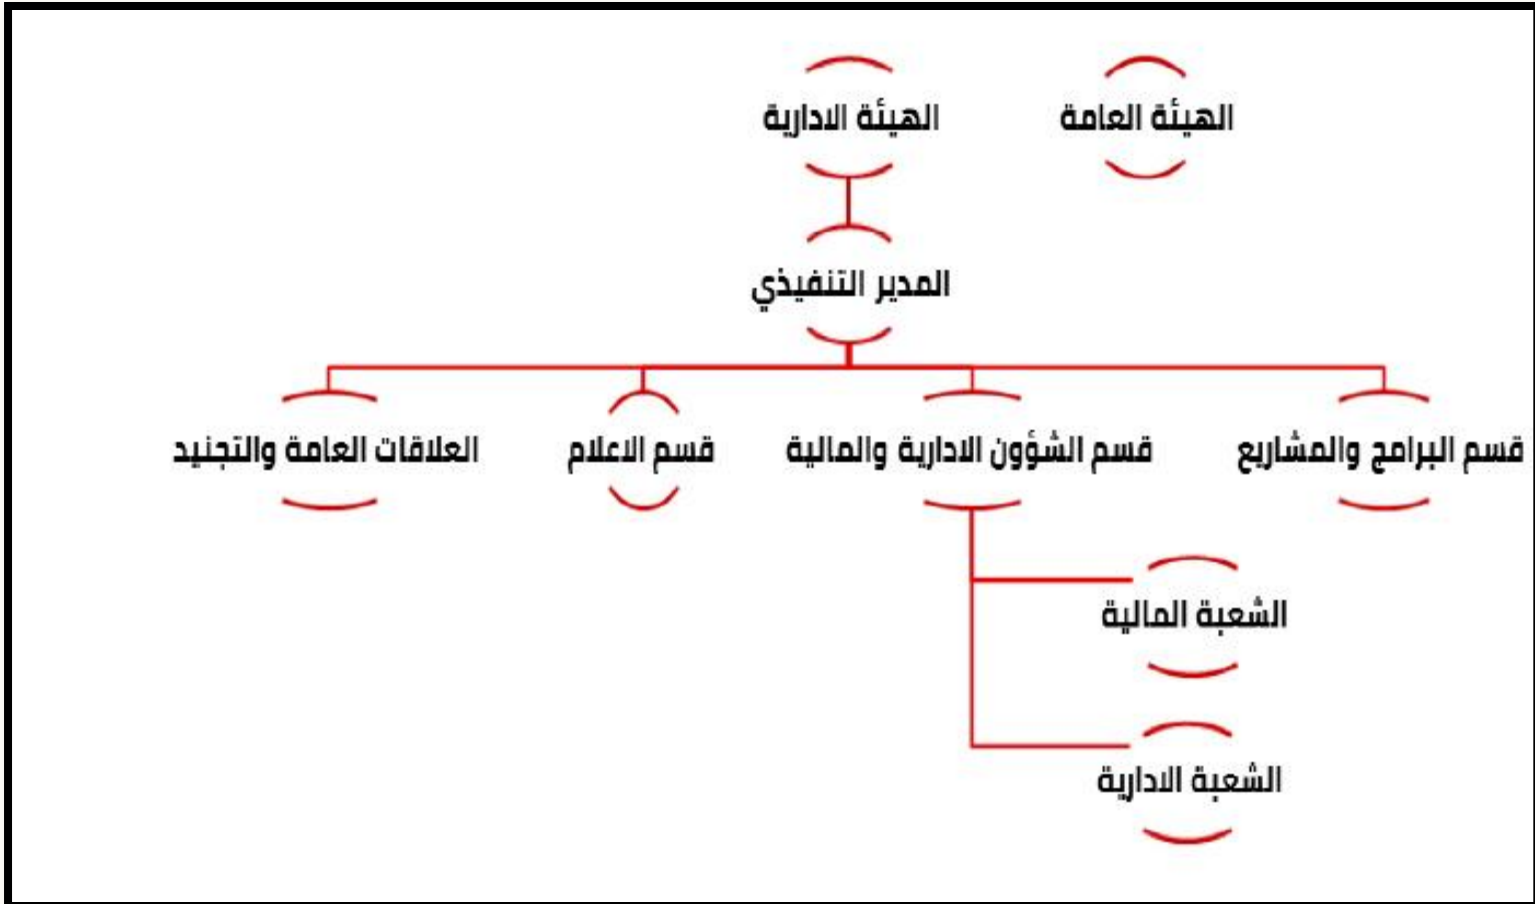 الهيئة العامة
الهيئة الادارية
المدير التنفيذي
قسم البرامج والمشاريع
قسم الشؤون الادارية والمالية
قسم الاعلام
العلاقات العامة والتجنيد
الشعبة المالية
الشعبة الادارية